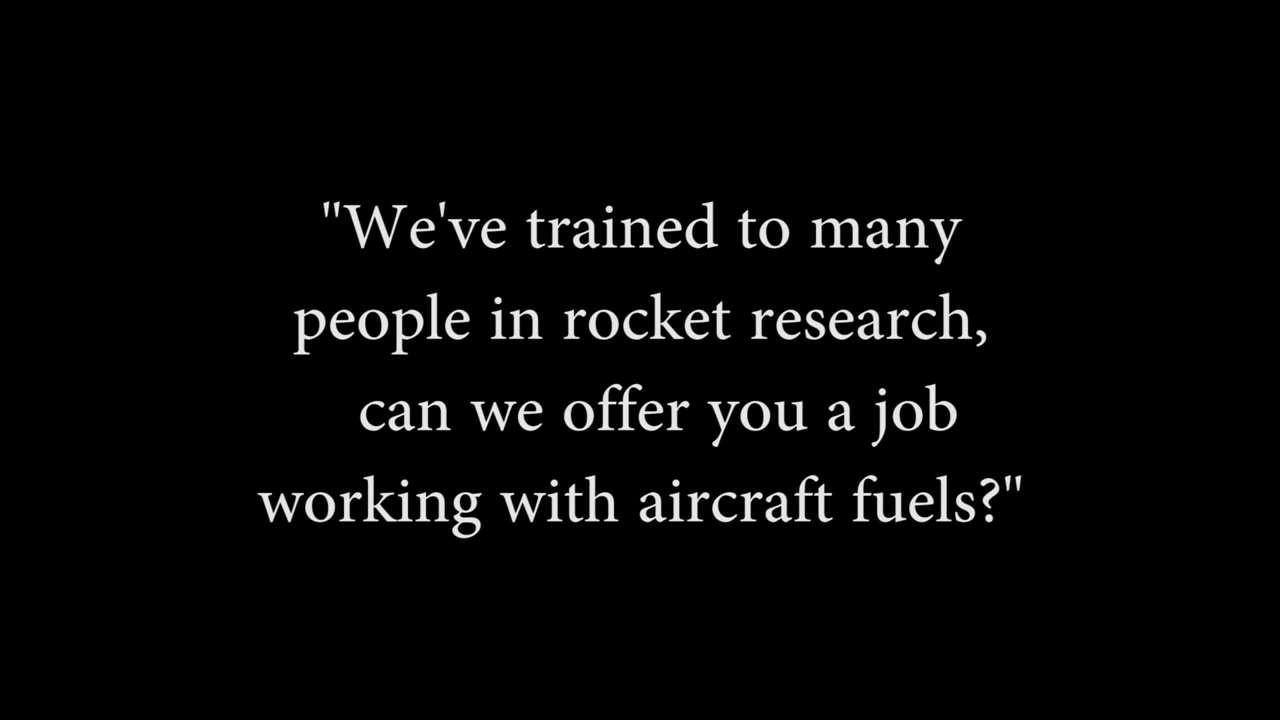 "We've trained to many
people in rocket research,
can we offer you a job
working with aircraft fuels?"